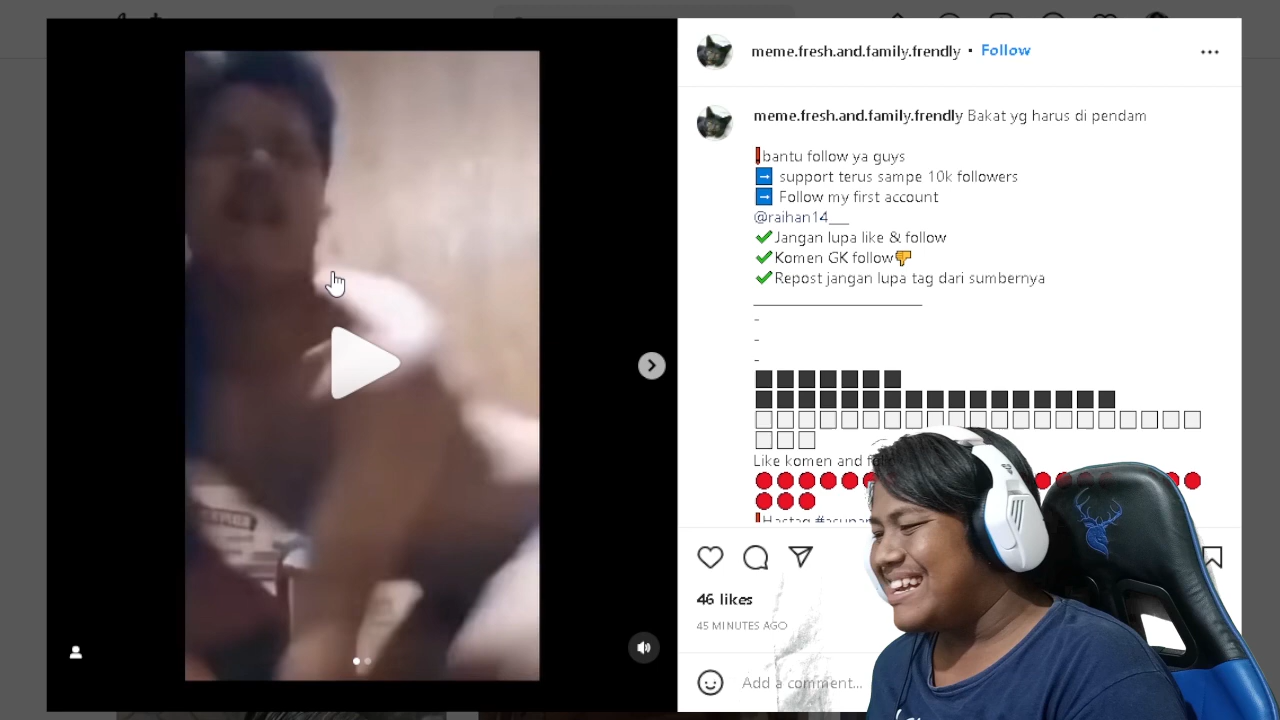 meme.fresh.and.family.frendly • Follow
meme.fresh.and.family.frendly Bakat yg harus di pendam
❗bantu follow ya guys
➡️ support terus sampe 10k followers
➡️ Follow my first account
@raihan14___
✔️Jangan lupa like & follow
✔️Komen GK follow👎
✔️Repost jangan lupa tag dari sumbernya
-
-
-
Like komen and
46 likes
45 MINUTES AGO
Add a comment...